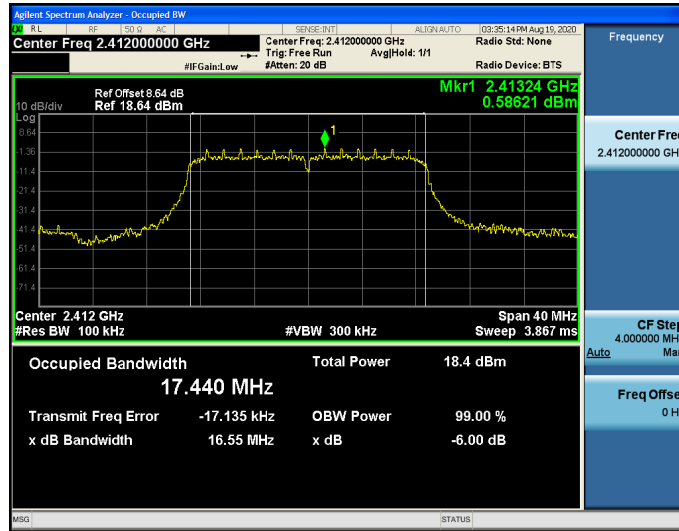 Agilent Spectrum Analyzer - Occupied BW
LXI RL RF 50 Ω AC SENSE:INT ALIGN AUTO 03:35:14 PM Aug 19, 2020
Center Freq 2.412000000 GHz Center Freq: 2.412000000 GHz Radio Std: None Frequency
Trig: Free Run Avg|Hold: 1/1
#IFGain:Low #Atten: 20 dB Radio Device: BTS
Ref Offset 8.64 dB Mkr1 2.41324 GHz
10 dB/div Ref 18.64 dBm 0.58621 dBm
Log
8.64
-1.36
-11.4
-21.4
-31.4
-41.4
-51.4
-61.4
-71.4
1
Center Fre
2.412000000 GH
Center 2.412 GHz Span 40 MHz
#Res BW 100 kHz #VBW 300 kHz Sweep 3.867 ms
CF Step
4.000000 MH
Auto Ma
Occupied Bandwidth Total Power 18.4 dBm
17.440 MHz
Freq Offse
0 H
Transmit Freq Error -17.135 kHz OBW Power 99.00 %
x dB Bandwidth 16.55 MHz x dB -6.00 dB
MSG STATUS